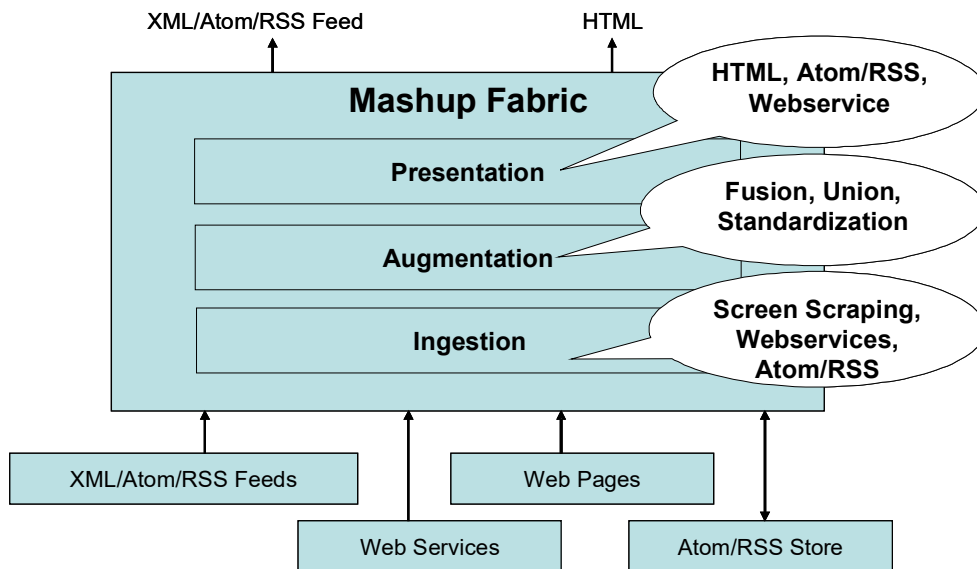 XML/Atom/RSS Feed
HTML
Mashup Fabric
HTML, Atom/RSS,
Webservice
Presentation
Fusion, Union,
Standardization
Augmentation
Screen Scraping,
Webservices,
Atom/RSS
Ingestion
XML/Atom/RSS Feeds
Web Pages
Web Services
Atom/RSS Store